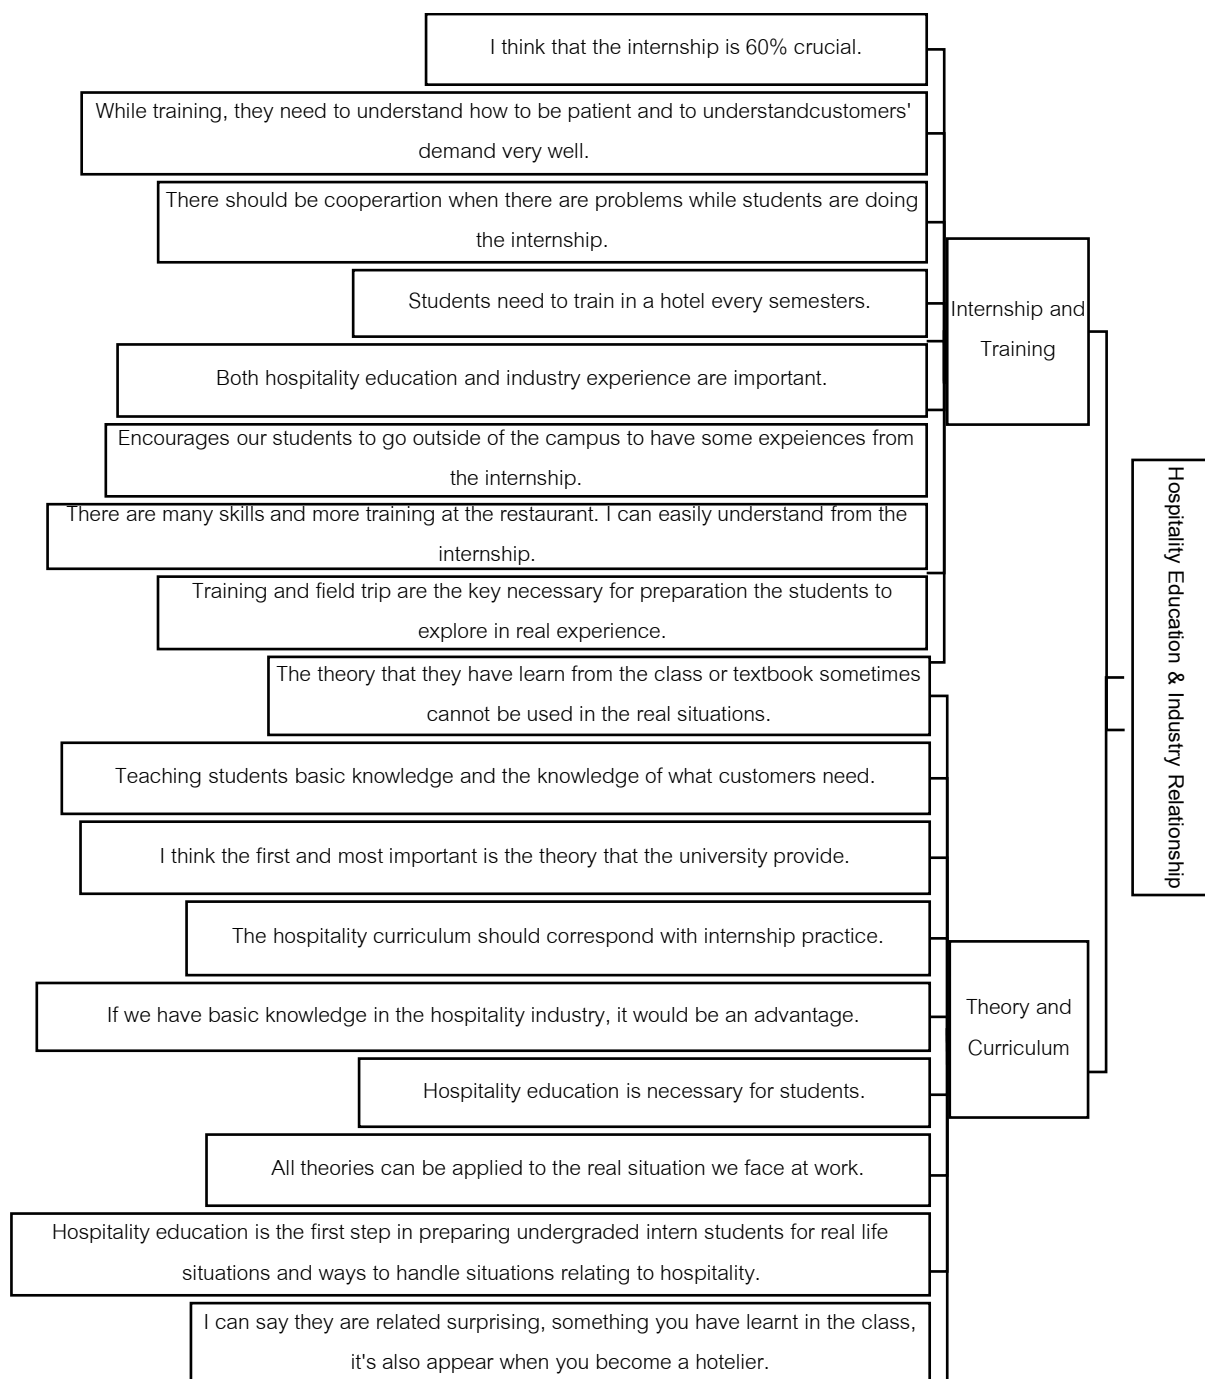 I think that the internship is 60% crucial.
While training, they need to understand how to be patient and to understandcustomers'
demand very well.
There should be cooperartion when there are problems while students are doing
the internship.
Students need to train in a hotel every semesters.
Both hospitality education and industry experience are important.
Encourages our students to go outside of the campus to have some expeiences from
the internship.
There are many skills and more training at the restaurant. I can easily understand from the
internship.
Training and field trip are the key necessary for preparation the students to
explore in real experience.
Internship and
Training
The theory that they have learn from the class or textbook sometimes
cannot be used in the real situations.
Teaching students basic knowledge and the knowledge of what customers need.
I think the first and most important is the theory that the university provide.
The hospitality curriculum should correspond with internship practice.
If we have basic knowledge in the hospitality industry, it would be an advantage.
Hospitality education is necessary for students.
All theories can be applied to the real situation we face at work.
Hospitality education is the first step in preparing undergraded intern students for real life
situations and ways to handle situations relating to hospitality.
I can say they are related surprising, something you have learnt in the class,
it's also appear when you become a hotelier.
Theory and
Curriculum
Hospitality Education & Industry Relationship